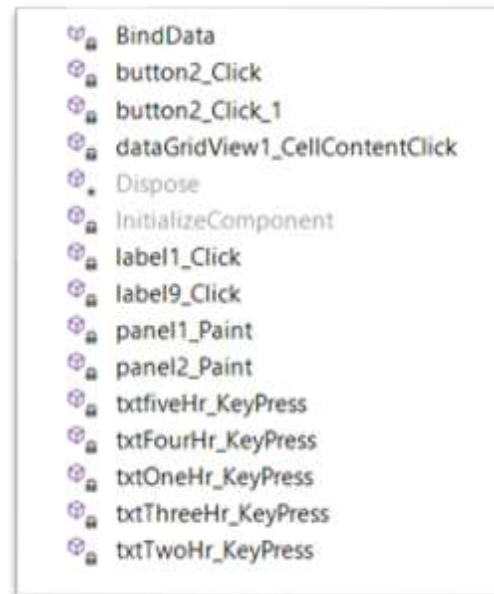 BindData
button2_Click
button2_Click_1
dataGridView1_CellContentClick
Dispose
InitializeComponent
label1_Click
label9_Click
panel1_Paint
panel2_Paint
txtfiveHr_KeyPress
txtFourHr_KeyPress
txtOneHr_KeyPress
txtThreeHr_KeyPress
txtTwoHr_KeyPress